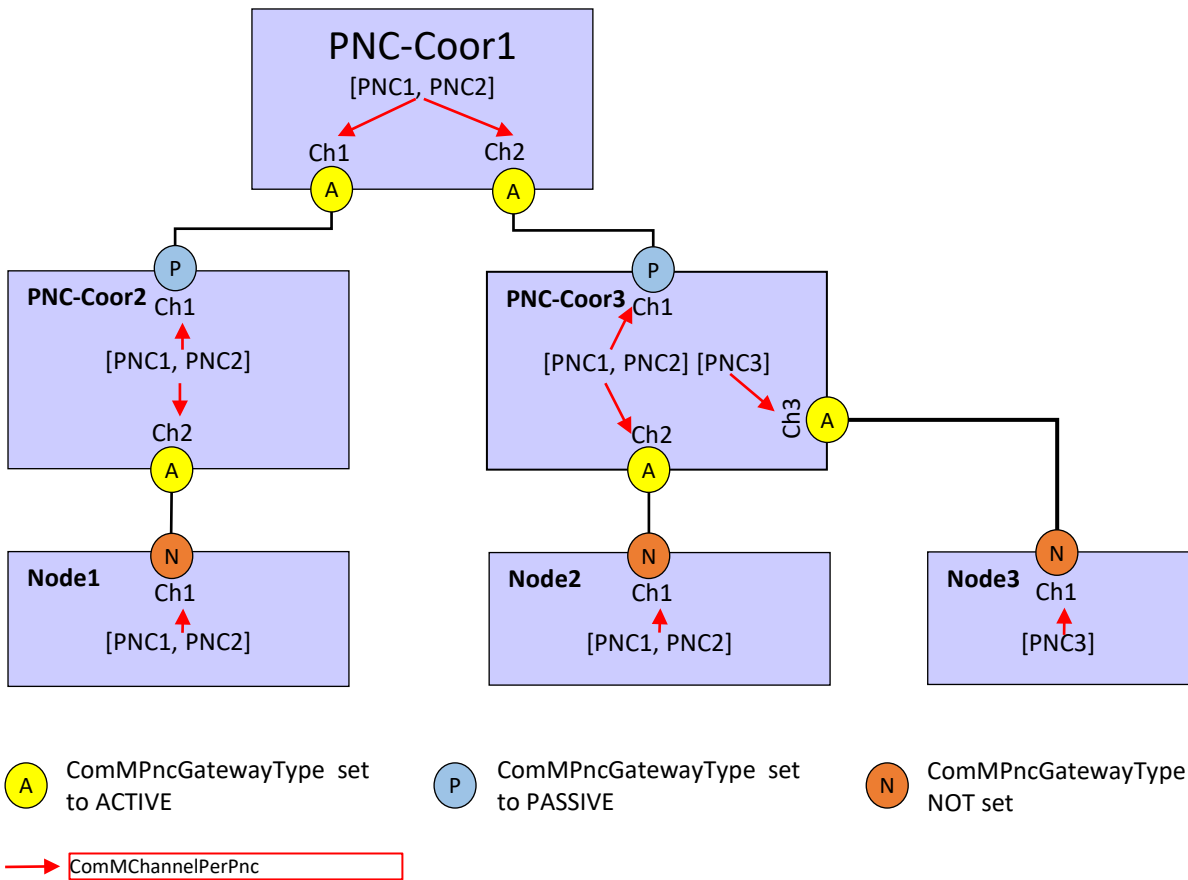 PNC-Coor1
[PNC1, PNC2]
Ch1
Ch2
A
A
P
P
PNC-Coor2
Ch1
[PNC1, PNC2]
Ch2
A
PNC-Coor3
Ch1
[PNC1, PNC2] [PNC3]
Ch3
A
Ch2
A
N
Node1
Ch1
[PNC1, PNC2]
N
Node2
Ch1
[PNC1, PNC2]
N
Node3
Ch1
[PNC3]
A
ComMPncGatewayType set
to ACTIVE
P
ComMPncGatewayType set
to PASSIVE
N
ComMPncGatewayType
NOT set
ComMChannelPerPnc